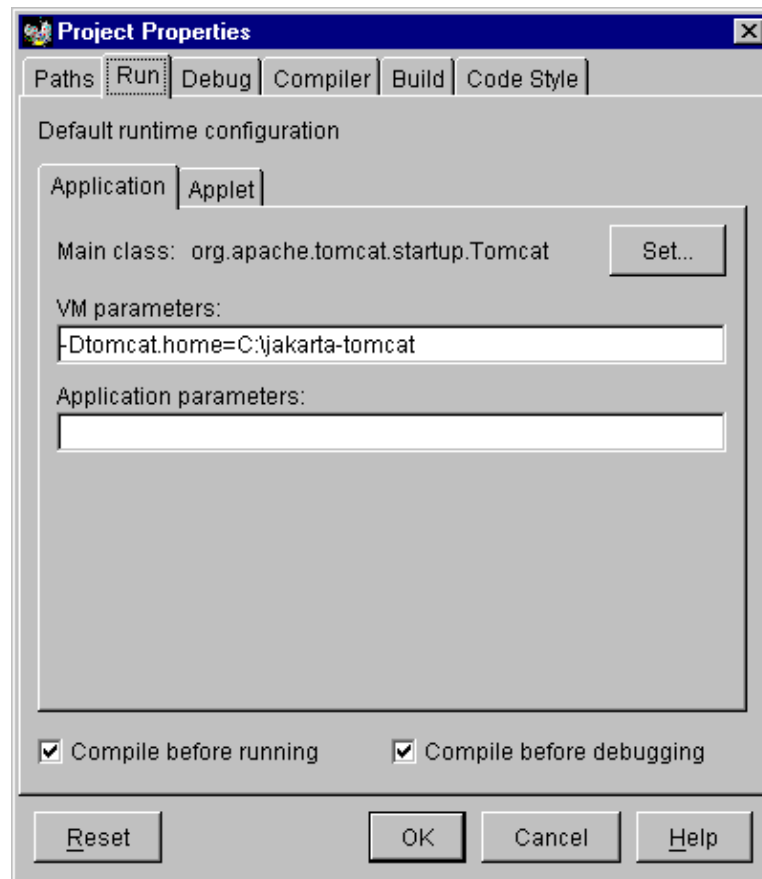 Project Properties
Paths Run Debug Compiler Build Code Style
Default runtime configuration
Application Applet
Main class: org.apache.tomcat.startup.Tomcat Set...
VM parameters:
-Dtomcat.home=C:\jakarta-tomcat
Application parameters:
Compile before running Compile before debugging
Reset OK Cancel Help